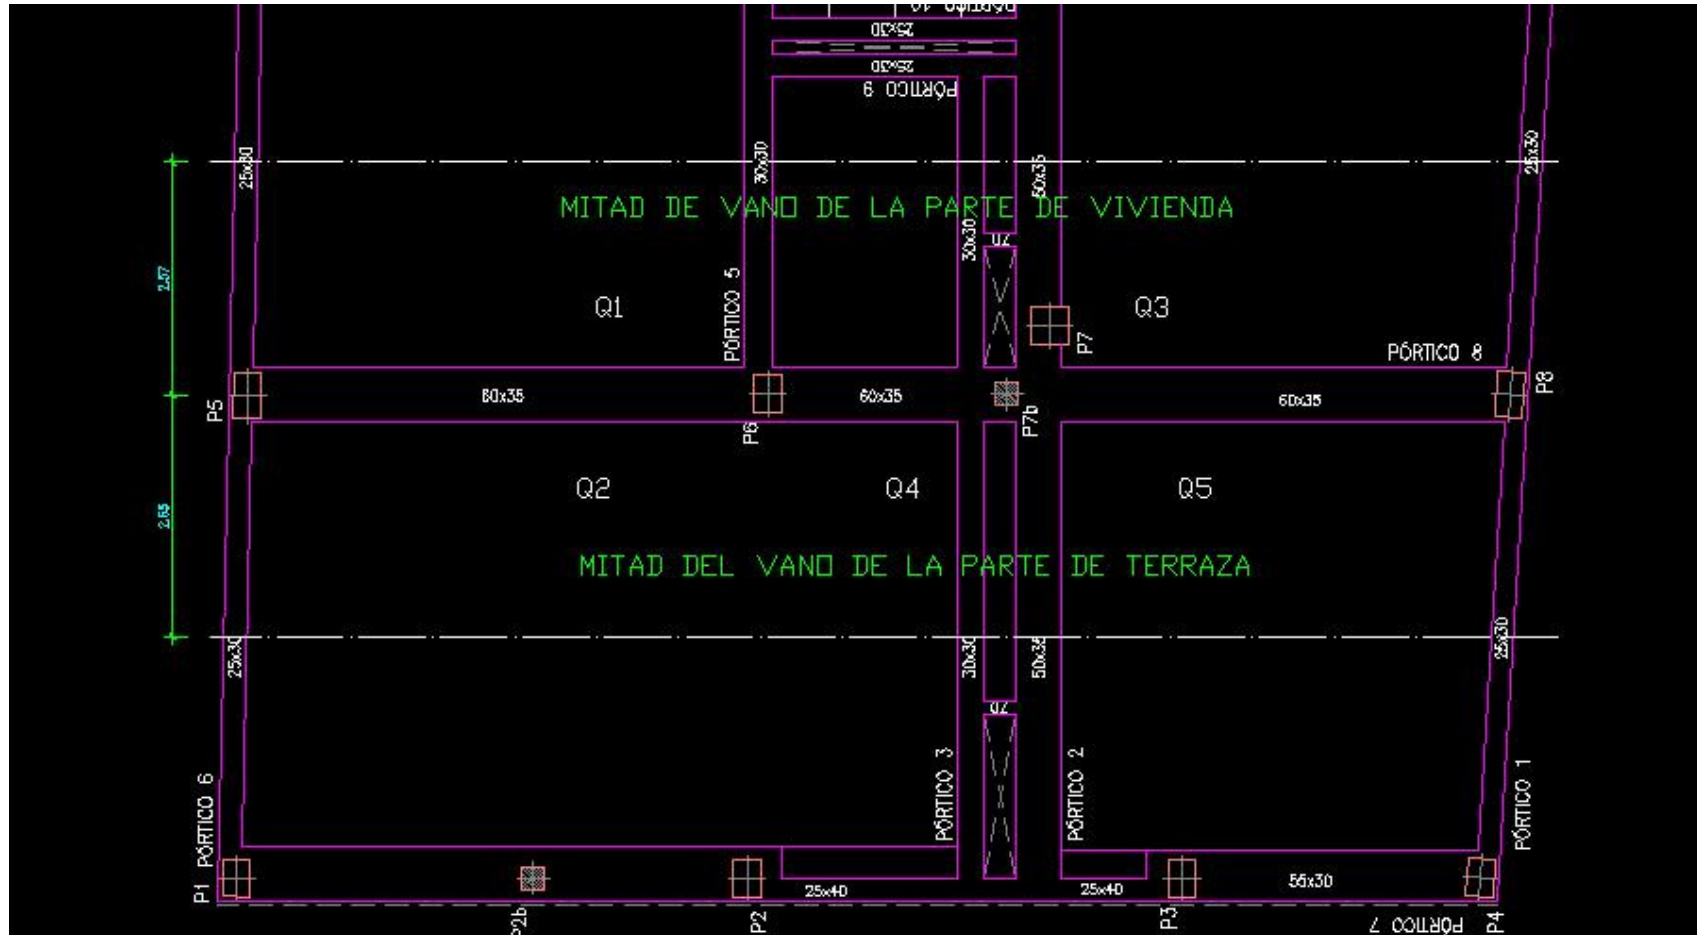 PÓRTICO 10
25x30
25x30
PÓRTICO 9
25x30
30x30
50x35
25x30
MITAD DE VANO DE LA PARTE DE VIVIENDA
30x30
70
2.57
PÓRTICO 5
Q1
Q3
P7
PÓRTICO 8
P5
60x35
60x35
60x35
P8
P6
P7b
Q2
Q4
Q5
2.65
MITAD DEL VANO DE LA PARTE DE TERRAZA
25x30
30x30
50x35
25x30
70
PÓRTICO 6
PÓRTICO 3
PÓRTICO 2
PÓRTICO 1
P1
25x40
25x40
55x30
P2b
P2
P3
PÓRTICO 7
P4